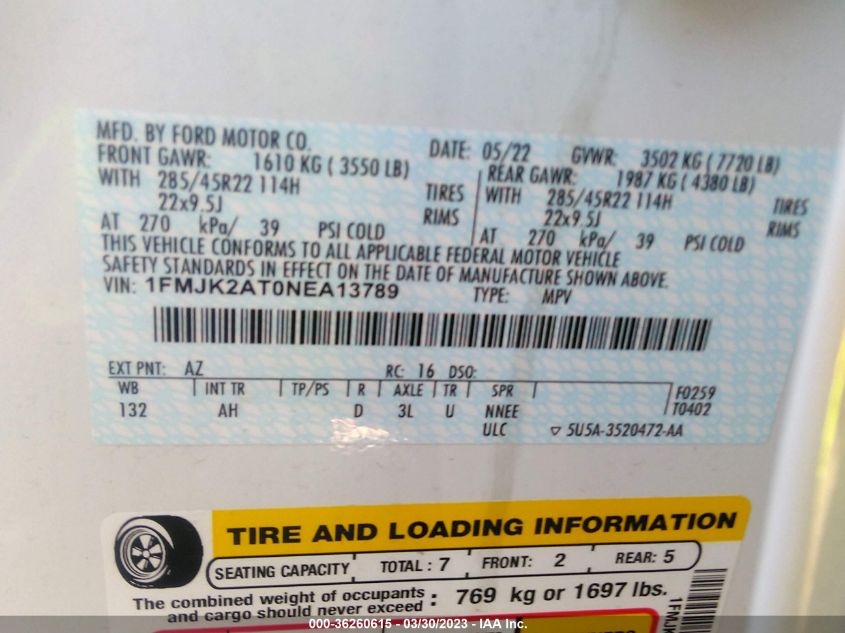 MFD. BY FORD MOTOR CO.
DATE: 05/22 GVWR: 3502 KG ( 7720 LB)
FRONT GAWR: 1610 KG ( 3550 LB)
WITH 285/45R22 114H TIRES
22x9.5J RIMS
AT 270 kPa/ 39 PSI COLD
REAR GAWR: 1987 KG ( 4380 LB)
WITH 285/45R22 114H TIRES
22x9.5J RIMS
AT 270 kPa/ 39 PSI COLD
THIS VEHICLE CONFORMS TO ALL APPLICABLE FEDERAL MOTOR VEHICLE
SAFETY STANDARDS IN EFFECT ON THE DATE OF MANUFACTURE SHOWN ABOVE.
VIN: 1FMJK2AT0NEA13789 TYPE: MPV
EXT PNT: AZ RC: 16 DSO:
WB INT TR TP/PS R AXLE TR SPR F0259
132 AH D 3L U NNEE T0402
ULC ▽ 5U5A-3520472-AA
TIRE AND LOADING INFORMATION
SEATING CAPACITY TOTAL : 7 FRONT: 2 REAR: 5
The combined weight of occupants
and cargo should never exceed : 769 kg or 1697 lbs.
1FMJK
000-36260615 - 03/30/2023 - IAA Inc.